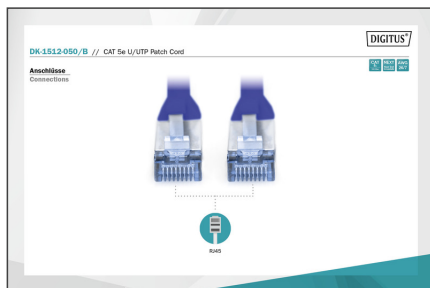 DIGITUS®
DK-1512-050/B // CAT 5e U/UTP Patch Cord
Anschlüsse
Connections
RJ45